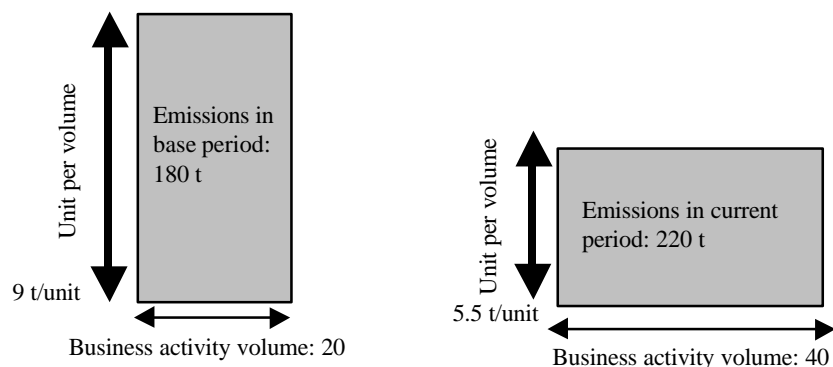 Unit per volume
Emissions in
base period:
180 t
9 t/unit
Business activity volume: 20
Unit per volume
Emissions in current
period: 220 t
5.5 t/unit
Business activity volume: 40